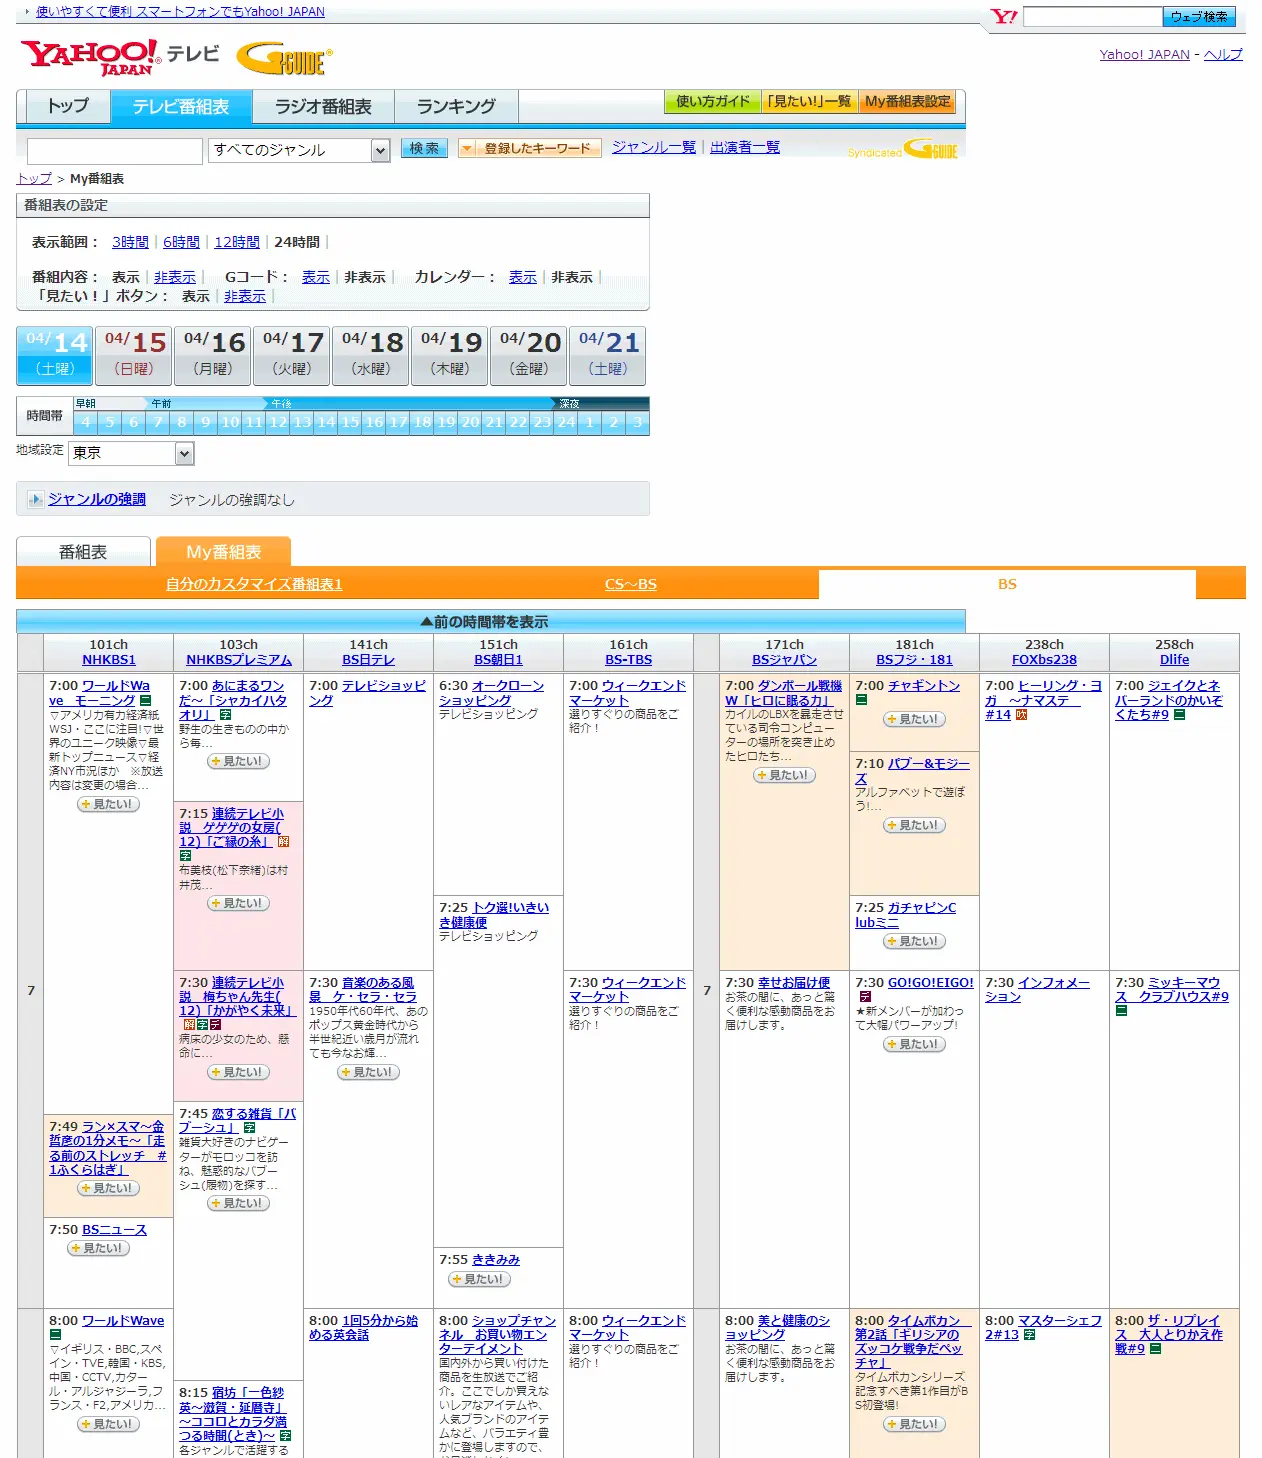 使いやすくて便利 スマートフォンでもYahoo! JAPAN
Y! ウェブ検索
YAHOO! JAPAN テレビ G-GUIDE
Yahoo! JAPAN - ヘルプ
トップ テレビ番組表 ラジオ番組表 ランキング 使い方ガイド 「見たい!」一覧 My番組表設定
すべてのジャンル 検索 登録したキーワード ジャンル一覧 | 出演者一覧 Syndicated G-GUIDE
トップ > My番組表
番組表の設定
表示範囲： 3時間 | 6時間 | 12時間 | 24時間 |
番組内容： 表示 | 非表示 | Gコード： 表示 | 非表示 | カレンダー： 表示 | 非表示 |
「見たい！」ボタン： 表示 | 非表示 |
04/14 04/15 04/16 04/17 04/18 04/19 04/20 04/21
（土曜） （日曜） （月曜） （火曜） （水曜） （木曜） （金曜） （土曜）
時間帯 早朝 午前 午後 深夜
4 5 6 7 8 9 10 11 12 13 14 15 16 17 18 19 20 21 22 23 24 1 2 3
地域設定 東京
ジャンルの強調 ジャンルの強調なし
番組表 My番組表
自分のカスタマイズ番組表1 CS～BS BS
▲前の時間帯を表示
101ch 103ch 141ch 151ch 161ch 171ch 181ch 238ch 258ch
NHKBS1 NHKBSプレミアム BS日テレ BS朝日1 BS-TBS BSジャパン BSフジ・181 FOXbs238 Dlife
7
7:00 ワールドWa
ve　モーニング 二
▽アメリカ有力経済紙
WSJ・ここに注目!▽世
界のユニーク映像▽最
新トップニュース▽経
済NY市況ほか　※放送
内容は変更の場合...
見たい!
7:49 ラン×スマ～金
哲彦の1分メモ～「走
る前のストレッチ　#
1ふくらはぎ」
見たい!
7:50 BSニュース
見たい!
8:00 ワールドWave
二
▽イギリス・BBC,スペ
イン・TVE,韓国・KBS,
中国・CCTV,カター
ル・アルジャジーラ,フ
ランス・F2,アメリカ...
見たい!
7:00 あにまるワン
だ～「シャカイハタ
オリ」 字
野生の生きものの中か
ら毎...
見たい!
7:15 連続テレビ小
説　ゲゲゲの女房(
12)「ご縁の糸」 解
字
布美枝(松下奈緒)は村
井茂...
見たい!
7:30 連続テレビ小
説　梅ちゃん先生(
12)「かがやく未来」
解 字 デ
病床の少女のため、懸
命に...
見たい!
7:45 恋する雑貨「バ
ブーシュ」 字
雑貨大好きのナビゲー
ターがモロッコを訪
ね、魅惑的なバブー
シュ(履物)を探す...
見たい!
8:15 宿坊「一色紗
英～滋賀・延暦寺」
～ココロとカラダ満
つる時間(とき)～ 字
各ジャンルで活躍する
7:00 テレビショッピ
ング
7:30 音楽のある風
景　ケ・セラ・セラ
1950年代60年代、あの
ポップス黄金時代から
半世紀近い歳月が流れ
ても今なお輝...
見たい!
8:00 1回5分から始
める英会話
6:30 オークローン
ショッピング
テレビショッピング
7:25 トク選!いきい
き健康便
テレビショッピング
7:55 ききみみ
見たい!
8:00 ショップチャン
ネル　お買い物エン
ターテイメント
国内外から買い付けた
商品を生放送でご紹
介。ここでしか買えな
いレアなアイテムや、
人気ブランドのアイテ
ムなど、バラエティ豊
かに登場しますので、
7:00 ウィークエンド
マーケット
選りすぐりの商品をご
紹介！
7:30 ウィークエンド
マーケット
選りすぐりの商品をご
紹介！
8:00 ウィークエンド
マーケット
選りすぐりの商品をご
紹介！
7
7:00 ダンボール戦機
W「ヒロに眠る力」
カイルのLBXを暴走させ
ている司令コンピュー
ターの場所を突き止め
たヒロたち...
見たい!
7:30 幸せお届け便
お茶の間に、あっと驚
く便利な感動商品をお
届けします。
8:00 美と健康のシ
ョッピング
お茶の間に、あっと驚
く便利な感動商品をお
届けします。
7:00 チャギントン
二
見たい!
7:10 パブー&モジー
ズ
アルファベットで遊ぼ
う!...
見たい!
7:25 ガチャピンC
lubミニ
見たい!
7:30 GO!GO!EIGO!
デ
★新メンバーが加わっ
て大幅パワーアップ!
見たい!
8:00 タイムボカン
第2話「ギリシアの
ズッコケ戦争だペッ
チャ」
タイムボカンシリーズ
記念すべき第1作目がB
S初登場!
見たい!
7:00 ヒーリング・ヨ
ガ　～ナマステ
#14 吹
7:30 インフォメー
ション
8:00 マスターシェフ
2#13 字
7:00 ジェイクとネ
バーランドのかいぞ
くたち#9 二
7:30 ミッキーマウ
ス　クラブハウス#9
二
8:00 ザ・リプレイ
ス　大人とりかえ作
戦#9 二